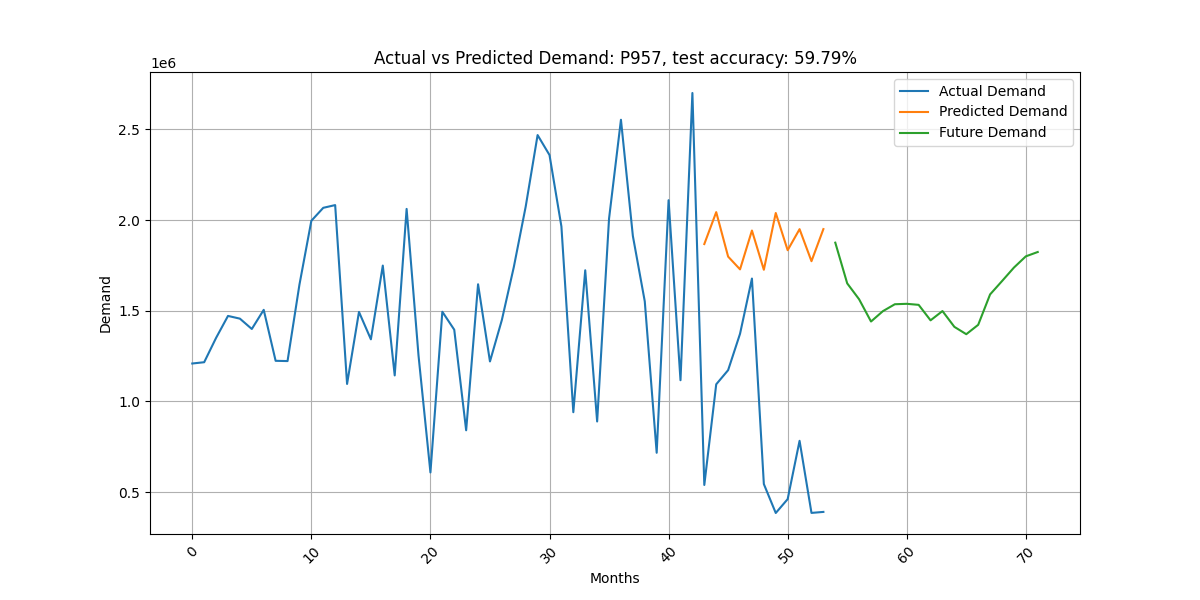 Actual vs Predicted Demand: P957, test accuracy: 59.79%
1e6
Actual Demand
Predicted Demand
Future Demand
2.5
2.0
1.5
1.0
0.5
Demand
0
10
20
30
40
50
60
70
Months